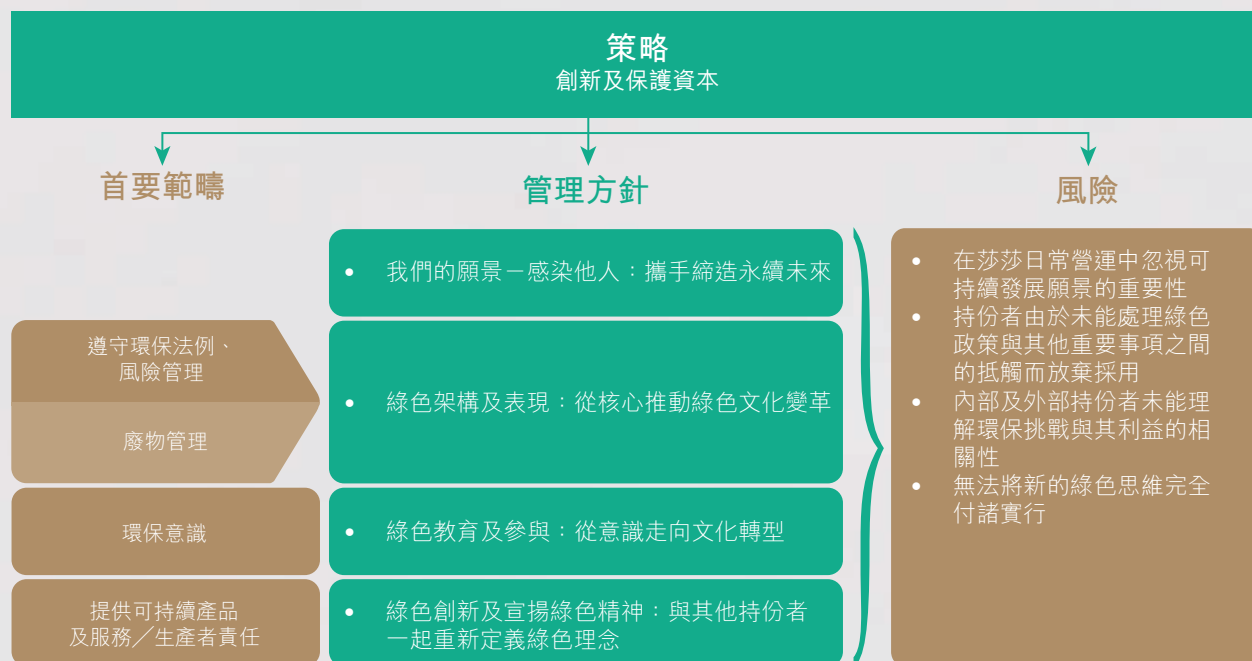 策略
創新及保護資本
首要範疇
管理方針
風險
遵守環保法例、
風險管理
廢物管理
環保意識
提供可持續產品
及服務／生產者責任
• 我們的願景－感染他人：攜手締造永續未來
• 綠色架構及表現：從核心推動綠色文化變革
• 綠色教育及參與：從意識走向文化轉型
• 綠色創新及宣揚綠色精神：與其他持份者
一起重新定義綠色理念
• 在莎莎日常營運中忽視可
持續發展願景的重要性
• 持份者由於未能處理綠色
政策與其他重要事項之間
的抵觸而放棄採用
• 內部及外部持份者未能理
解環保挑戰與其利益的相
關性
• 無法將新的綠色思維完全
付諸實行